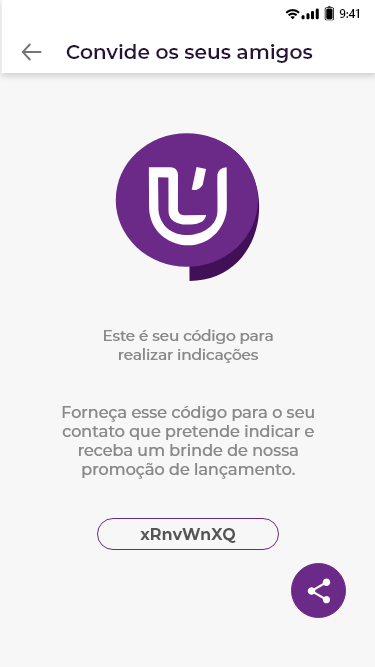 9:41
Convide os seus amigos
Este é seu código para
realizar indicações
Forneça esse código para o seu
contato que pretende indicar e
receba um brinde de nossa
promoção de lançamento.
xRnvWnXQ